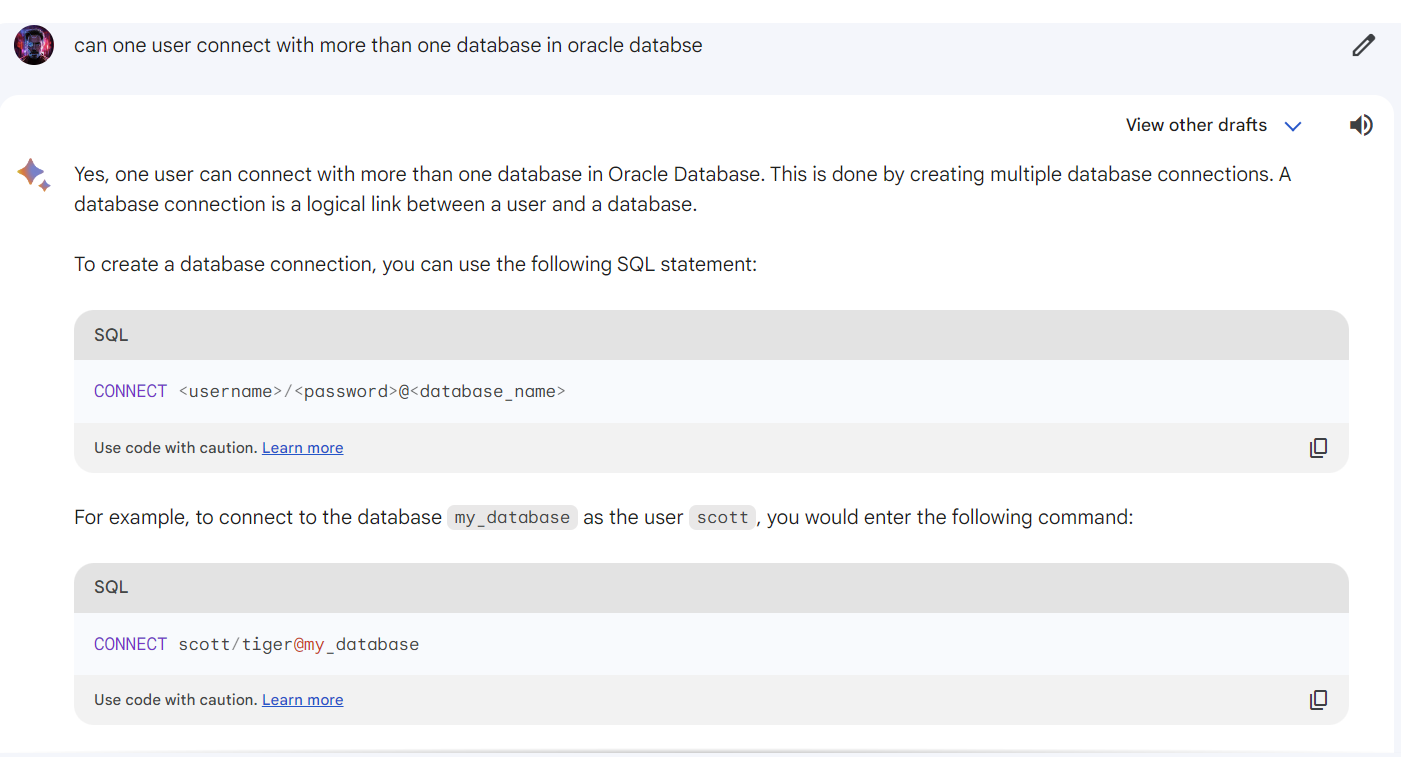 can one user connect with more than one database in oracle databse
View other drafts
Yes, one user can connect with more than one database in Oracle Database. This is done by creating multiple database connections. A
database connection is a logical link between a user and a database.
To create a database connection, you can use the following SQL statement:
SQL
CONNECT <username>/<password>@<database_name>
Use code with caution. Learn more
For example, to connect to the database my_database as the user scott, you would enter the following command:
SQL
CONNECT scott/tiger@my_database
Use code with caution. Learn more